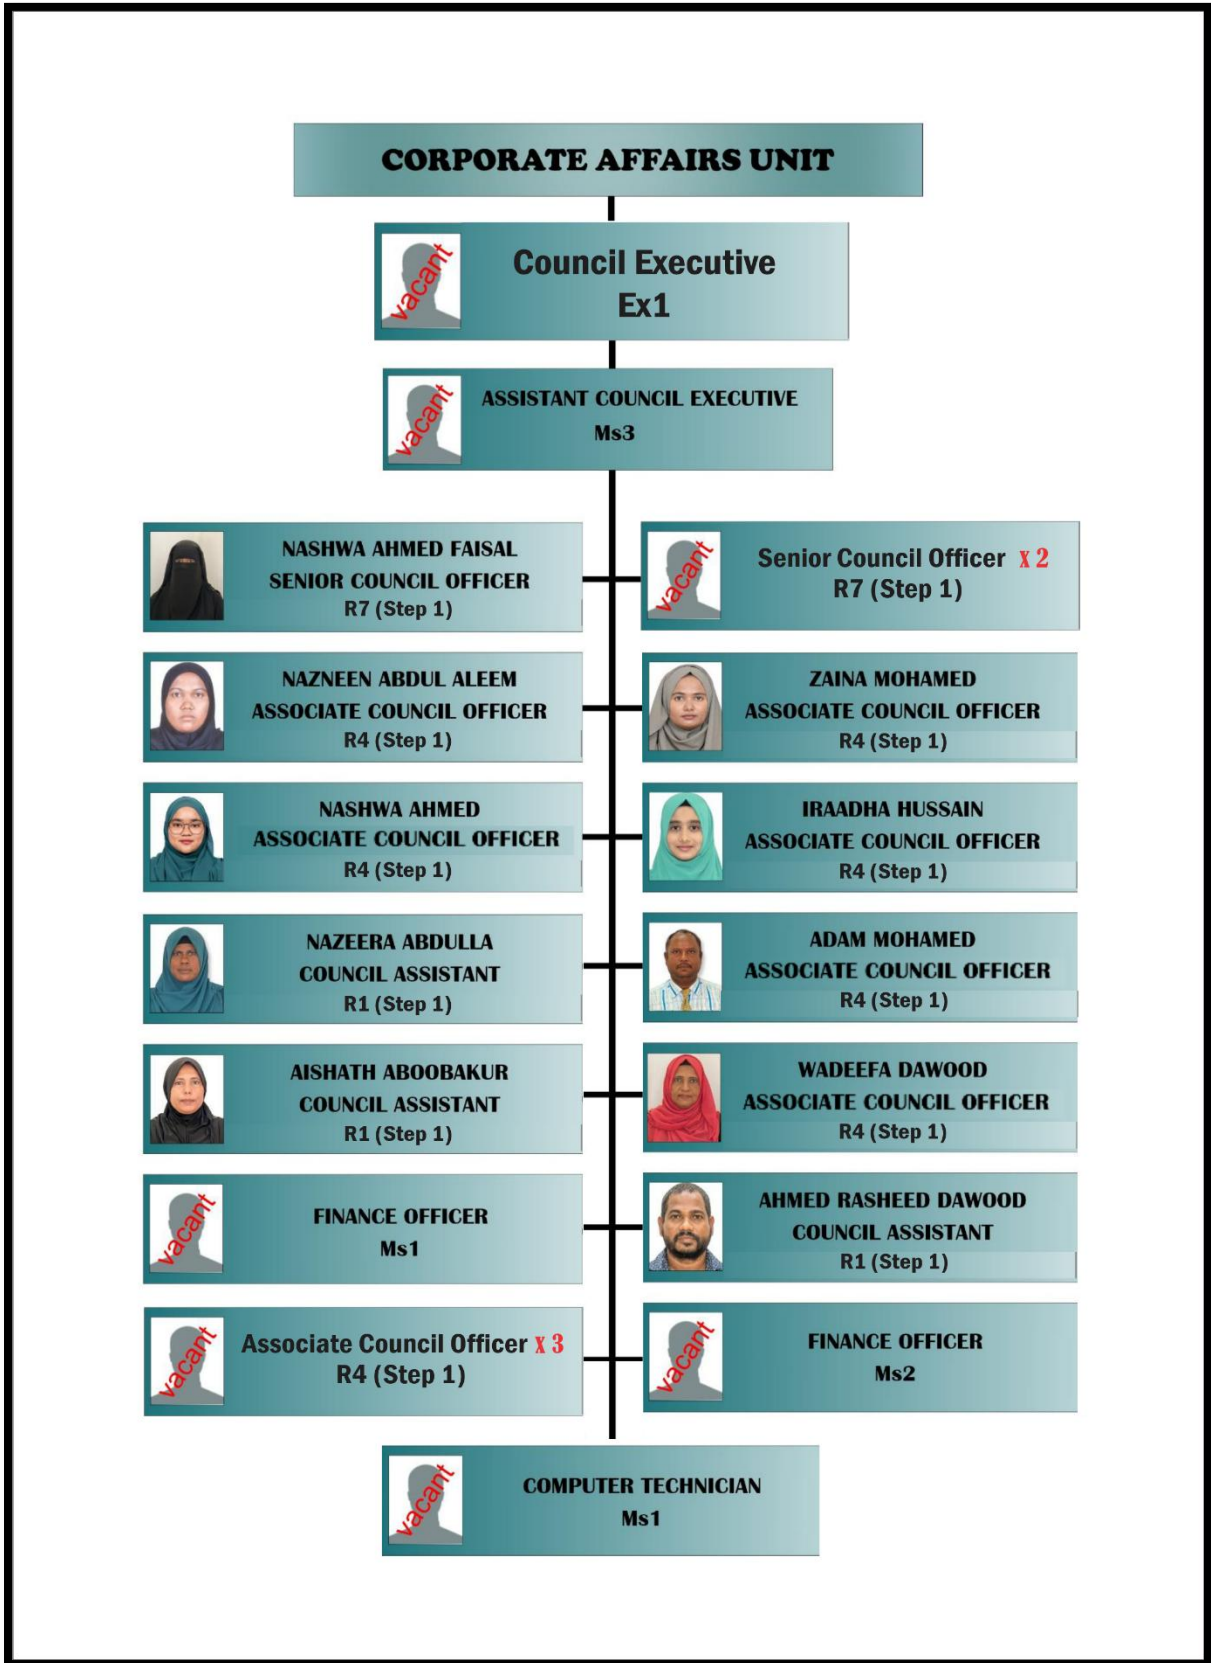 CORPORATE AFFAIRS UNIT
vacant
Council Executive
Ex1
vacant
ASSISTANT COUNCIL EXECUTIVE
Ms3
NASHWA AHMED FAISAL
SENIOR COUNCIL OFFICER
R7 (Step 1)
vacant
Senior Council Officer x 2
R7 (Step 1)
NAZNEEN ABDUL ALEEM
ASSOCIATE COUNCIL OFFICER
R4 (Step 1)
ZAINA MOHAMED
ASSOCIATE COUNCIL OFFICER
R4 (Step 1)
NASHWA AHMED
ASSOCIATE COUNCIL OFFICER
R4 (Step 1)
IRAADHA HUSSAIN
ASSOCIATE COUNCIL OFFICER
R4 (Step 1)
NAZEERA ABDULLA
COUNCIL ASSISTANT
R1 (Step 1)
ADAM MOHAMED
ASSOCIATE COUNCIL OFFICER
R4 (Step 1)
AISHATH ABOOBAKUR
COUNCIL ASSISTANT
R1 (Step 1)
WADEEFA DAWOOD
ASSOCIATE COUNCIL OFFICER
R4 (Step 1)
vacant
FINANCE OFFICER
Ms1
AHMED RASHEED DAWOOD
COUNCIL ASSISTANT
R1 (Step 1)
vacant
Associate Council Officer x 3
R4 (Step 1)
vacant
FINANCE OFFICER
Ms2
vacant
COMPUTER TECHNICIAN
Ms1